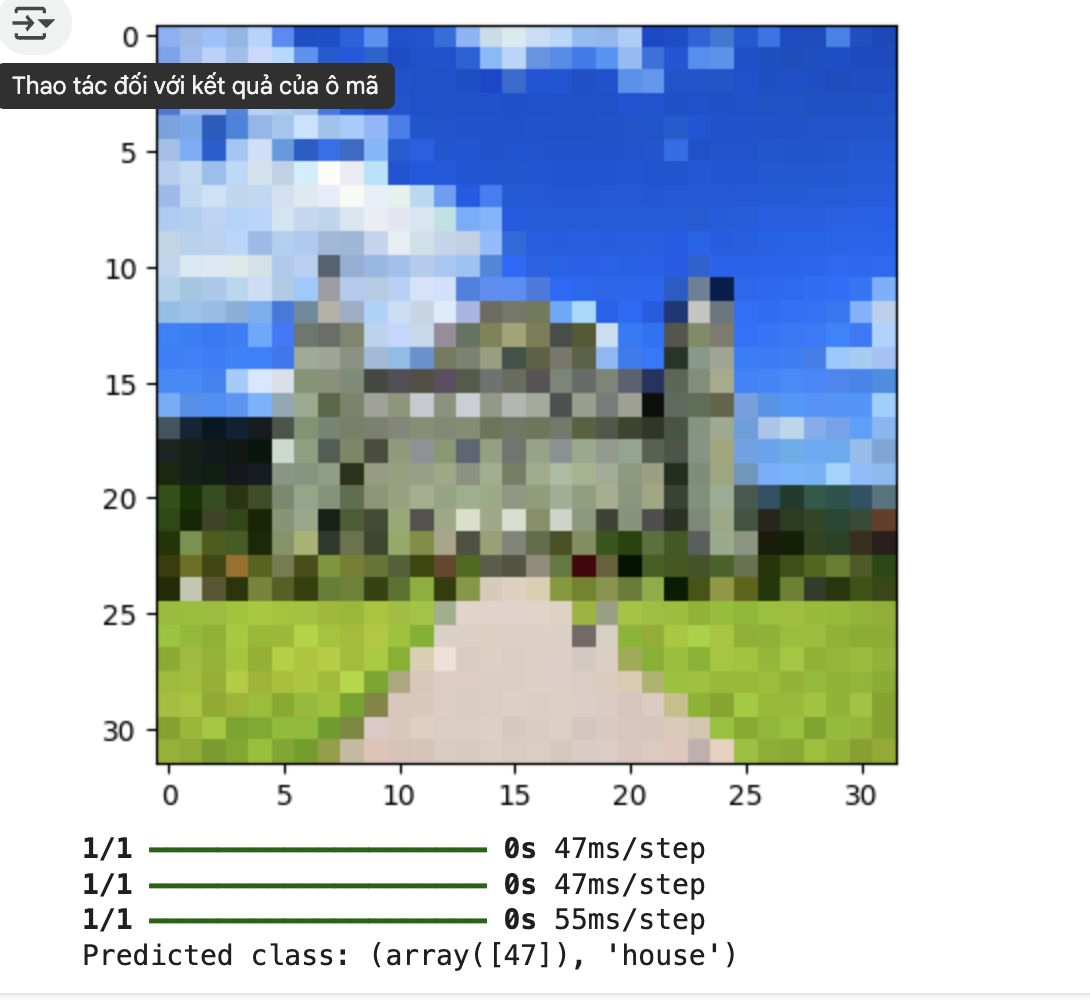 0
Thao tác đối với kết quả của ô mã
5
10
15
20
25
30
0 5 10 15 20 25 30
1/1 0s 47ms/step
1/1 0s 47ms/step
1/1 0s 55ms/step
Predicted class: (array([47]), 'house')